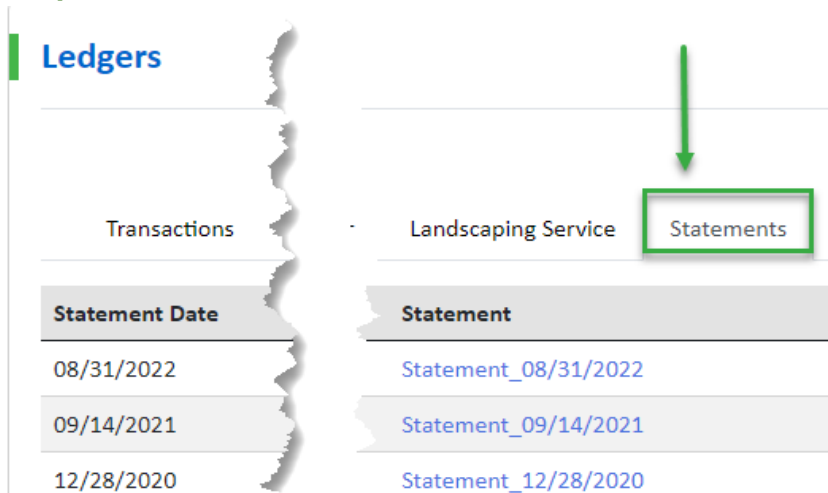 Ledgers
Transactions - Landscaping Service Statements
Statement Date Statement
08/31/2022 Statement_08/31/2022
09/14/2021 Statement_09/14/2021
12/28/2020 Statement_12/28/2020